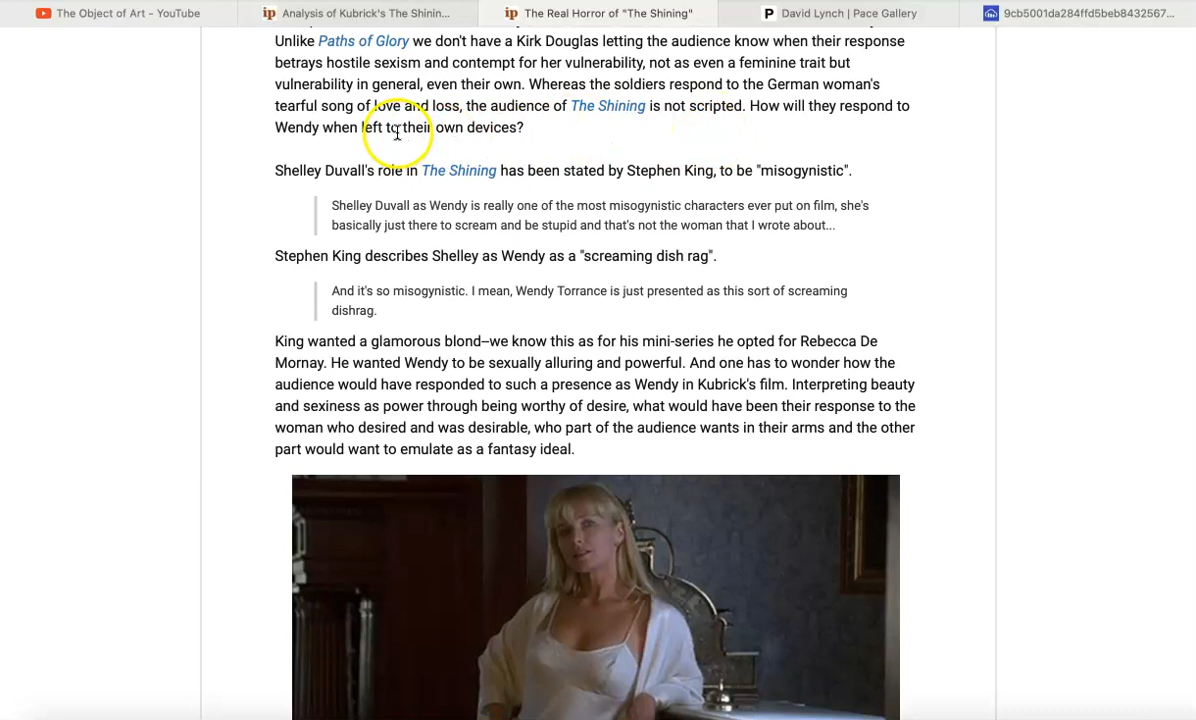 The Object of Art - YouTube
ip Analysis of Kubrick's The Shinin...
ip The Real Horror of "The Shining"
P David Lynch | Pace Gallery
9cb5001da284ffd5beb8432567...
Unlike Paths of Glory we don't have a Kirk Douglas letting the audience know when their response
betrays hostile sexism and contempt for her vulnerability, not as even a feminine trait but
vulnerability in general, even their own. Whereas the soldiers respond to the German woman's
tearful song of love and loss, the audience of The Shining is not scripted. How will they respond to
Wendy when left to their own devices?
Shelley Duvall's role in The Shining has been stated by Stephen King, to be "misogynistic".
Shelley Duvall as Wendy is really one of the most misogynistic characters ever put on film, she's
basically just there to scream and be stupid and that's not the woman that I wrote about...
Stephen King describes Shelley as Wendy as a "screaming dish rag".
And it's so misogynistic. I mean, Wendy Torrance is just presented as this sort of screaming
dishrag.
King wanted a glamorous blond--we know this as for his mini-series he opted for Rebecca De
Mornay. He wanted Wendy to be sexually alluring and powerful. And one has to wonder how the
audience would have responded to such a presence as Wendy in Kubrick's film. Interpreting beauty
and sexiness as power through being worthy of desire, what would have been their response to the
woman who desired and was desirable, who part of the audience wants in their arms and the other
part would want to emulate as a fantasy ideal.